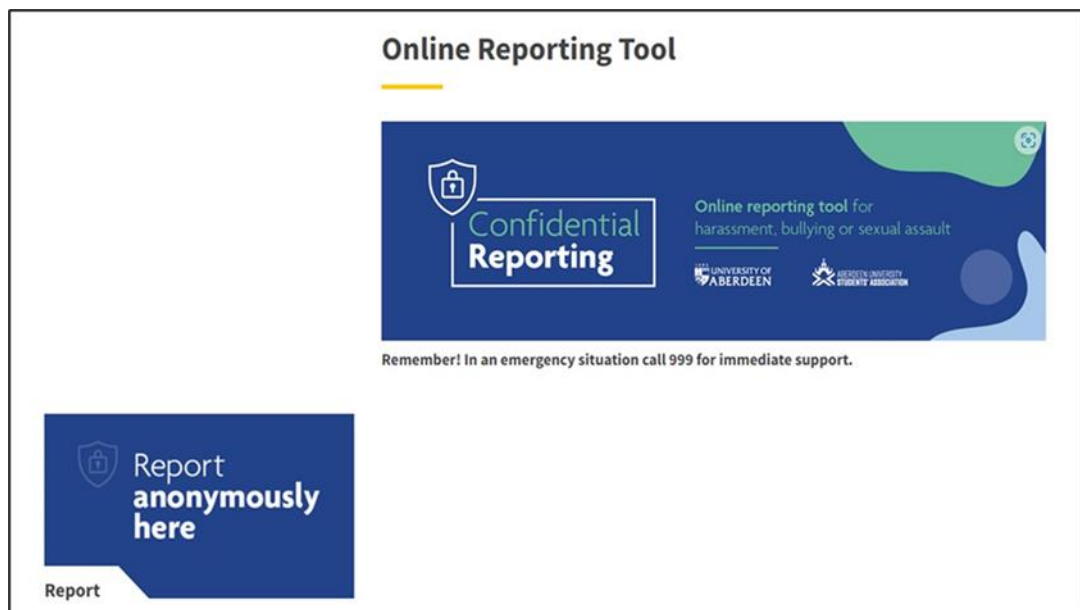 Online Reporting Tool
Confidential
Reporting
Online reporting tool for
harassment, bullying or sexual assault
UNIVERSITY OF
ABERDEEN
ABERDEEN UNIVERSITY
STUDENTS' ASSOCIATION
Remember! In an emergency situation call 999 for immediate support.
Report
anonymously
here
Report